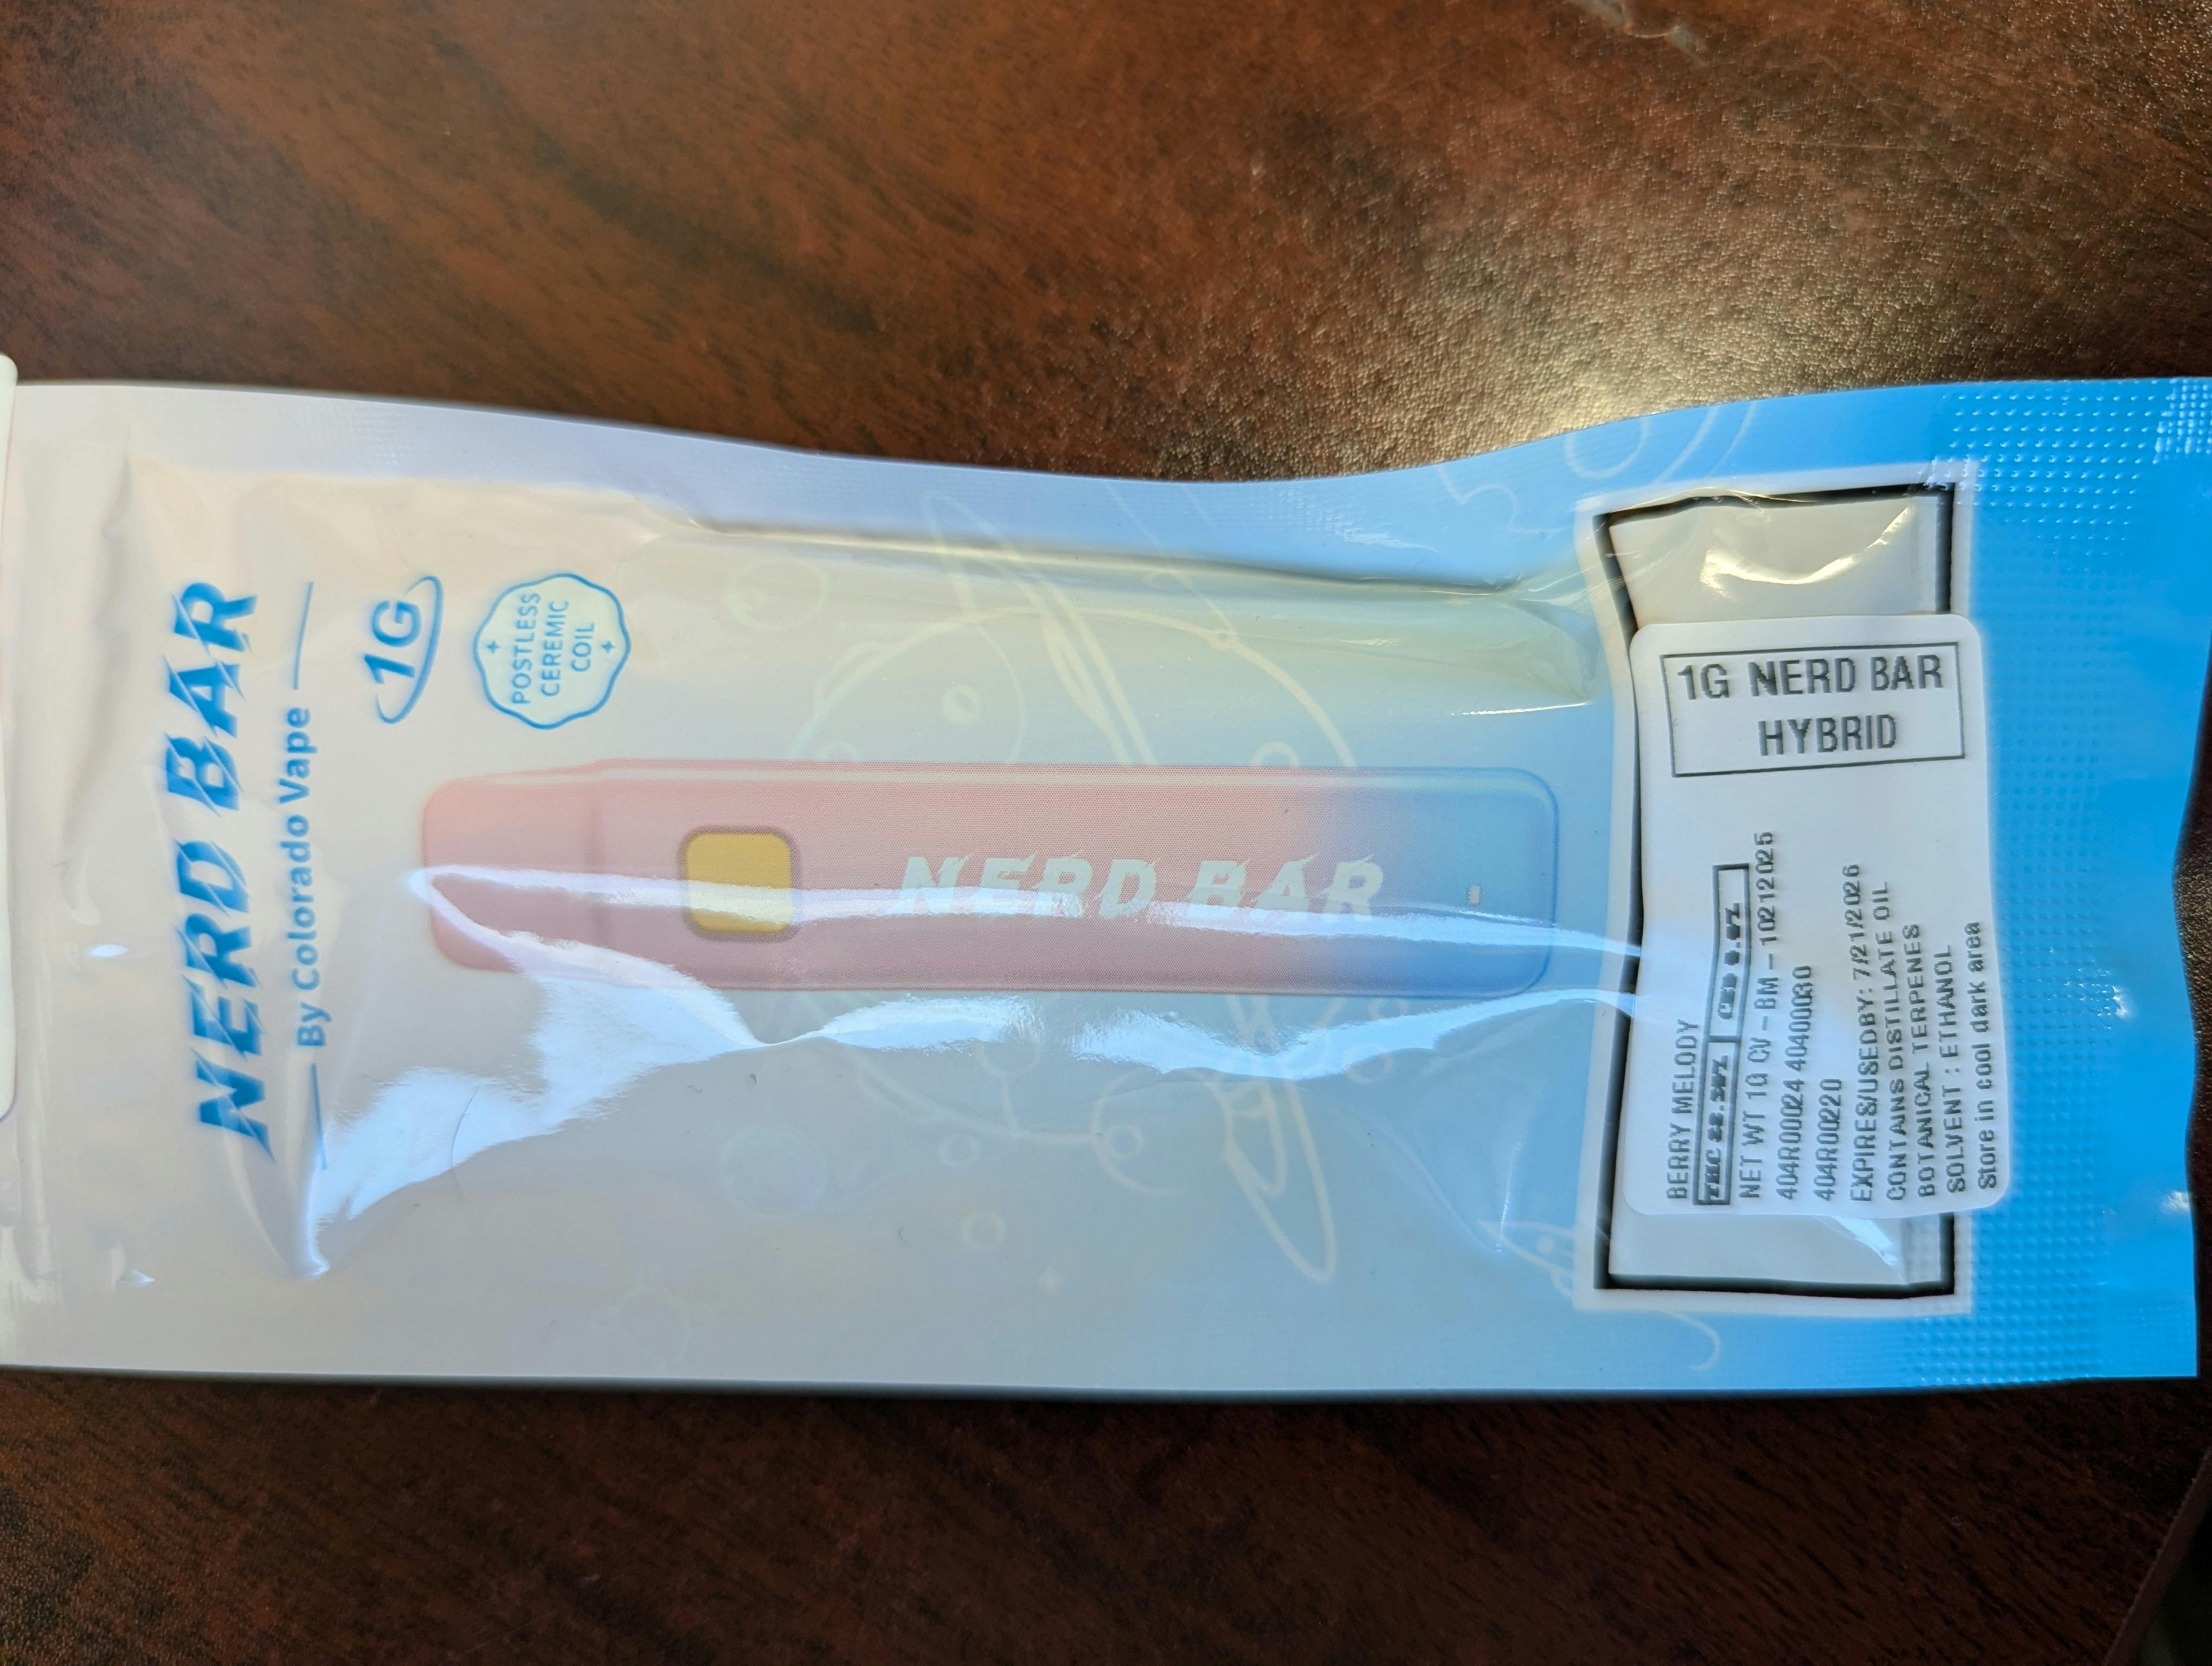 NERD BAR
By Colorado Vape
1G
POSTLESS
CEREMIC
COIL
NERD BAR
1G NERD BAR
HYBRID
BERRY MELODY
THC CBD
NET WT 1G CV - BM - 10212025
404R00024 40400030
404R00220
EXPIRES/USEDBY: 7/21/2026
CONTAINS DISTILLATE OIL
BOTANICAL TERPENES
SOLVENT : ETHANOL
Store in cool dark area